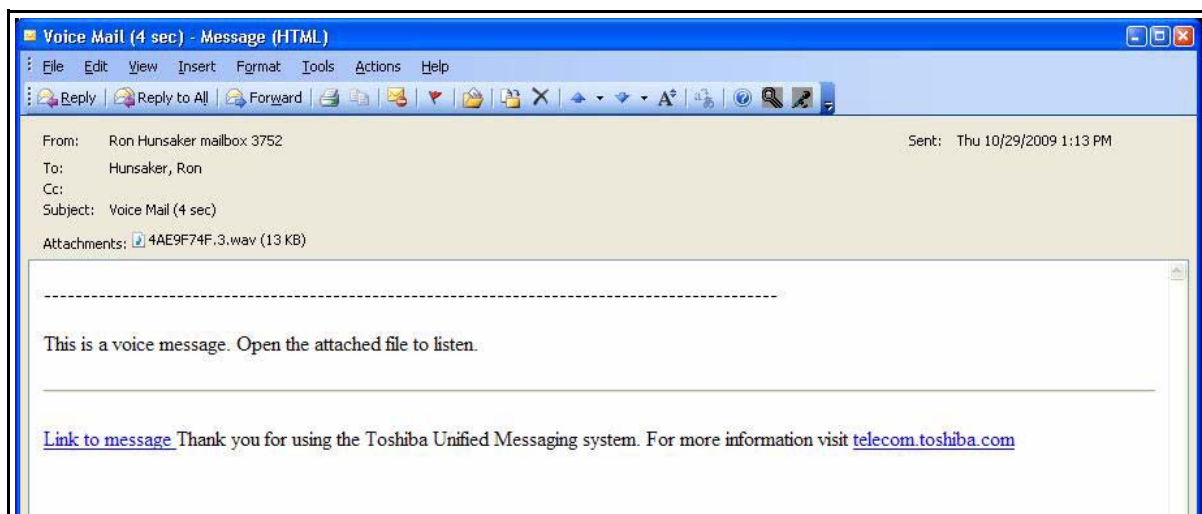 Voice Mail (4 sec) - Message (HTML)
File Edit View Insert Format Tools Actions Help
Reply Reply to All Forward
From: Ron Hunsaker mailbox 3752 Sent: Thu 10/29/2009 1:13 PM
To: Hunsaker, Ron
Cc:
Subject: Voice Mail (4 sec)
Attachments: 4AE9F74F.3.wav (13 KB)
--------------------------------------------------------------------------------------------
This is a voice message. Open the attached file to listen.
Link to message Thank you for using the Toshiba Unified Messaging system. For more information visit telecom.toshiba.com